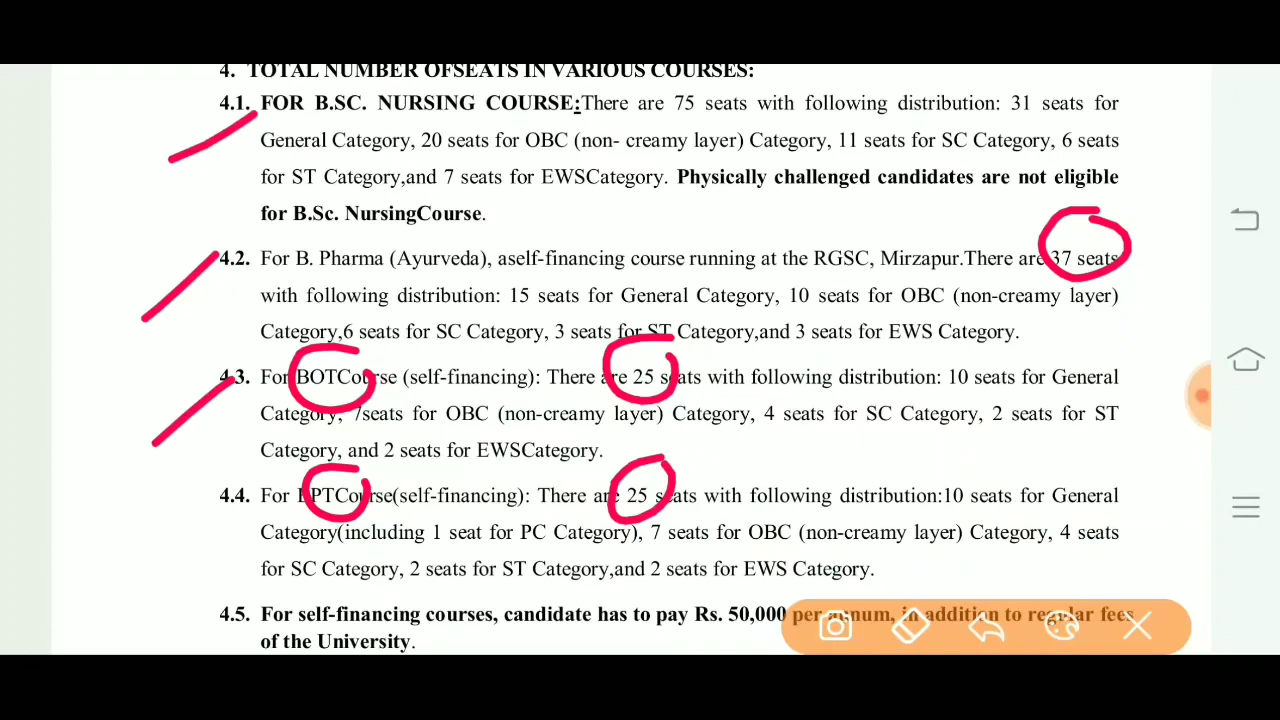 4. TOTAL NUMBER OFSEATS IN VARIOUS COURSES:
4.1. FOR B.SC. NURSING COURSE:There are 75 seats with following distribution: 31 seats for
General Category, 20 seats for OBC (non- creamy layer) Category, 11 seats for SC Category, 6 seats
for ST Category,and 7 seats for EWSCategory. Physically challenged candidates are not eligible
for B.Sc. NursingCourse.
4.2. For B. Pharma (Ayurveda), aself-financing course running at the RGSC, Mirzapur.There are 37 seats
with following distribution: 15 seats for General Category, 10 seats for OBC (non-creamy layer)
Category,6 seats for SC Category, 3 seats for ST Category,and 3 seats for EWS Category.
4.3. For BOTCourse (self-financing): There are 25 seats with following distribution: 10 seats for General
Category, 7seats for OBC (non-creamy layer) Category, 4 seats for SC Category, 2 seats for ST
Category, and 2 seats for EWSCategory.
4.4. For BPTCourse(self-financing): There are 25 seats with following distribution:10 seats for General
Category(including 1 seat for PC Category), 7 seats for OBC (non-creamy layer) Category, 4 seats
for SC Category, 2 seats for ST Category,and 2 seats for EWS Category.
4.5. For self-financing courses, candidate has to pay Rs. 50,000 per annum, in addition to regular fees
of the University.